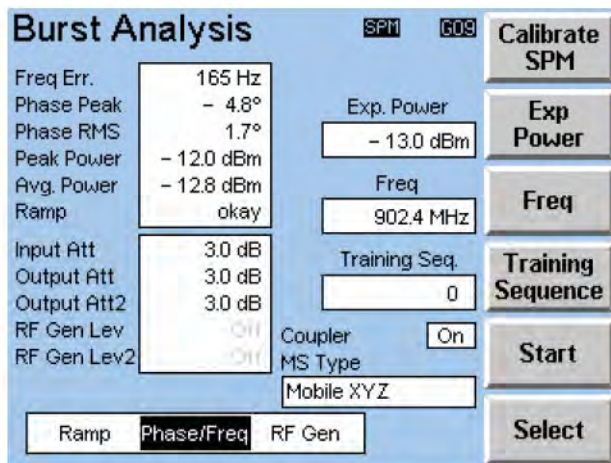 Burst Analysis
SPM G09
Freq Err. 165 Hz
Phase Peak - 4.8°
Phase RMS 1.7°
Peak Power - 12.0 dBm
Avg. Power - 12.8 dBm
Ramp okay
Input Att 3.0 dB
Output Att 3.0 dB
Output Att2 3.0 dB
RF Gen Lev Off
RF Gen Lev2 Off
Exp. Power
- 13.0 dBm
Freq
902.4 MHz
Training Seq.
0
Coupler On
MS Type
Mobile XYZ
Ramp Phase/Freq RF Gen
Calibrate
SPM
Exp
Power
Freq
Training
Sequence
Start
Select